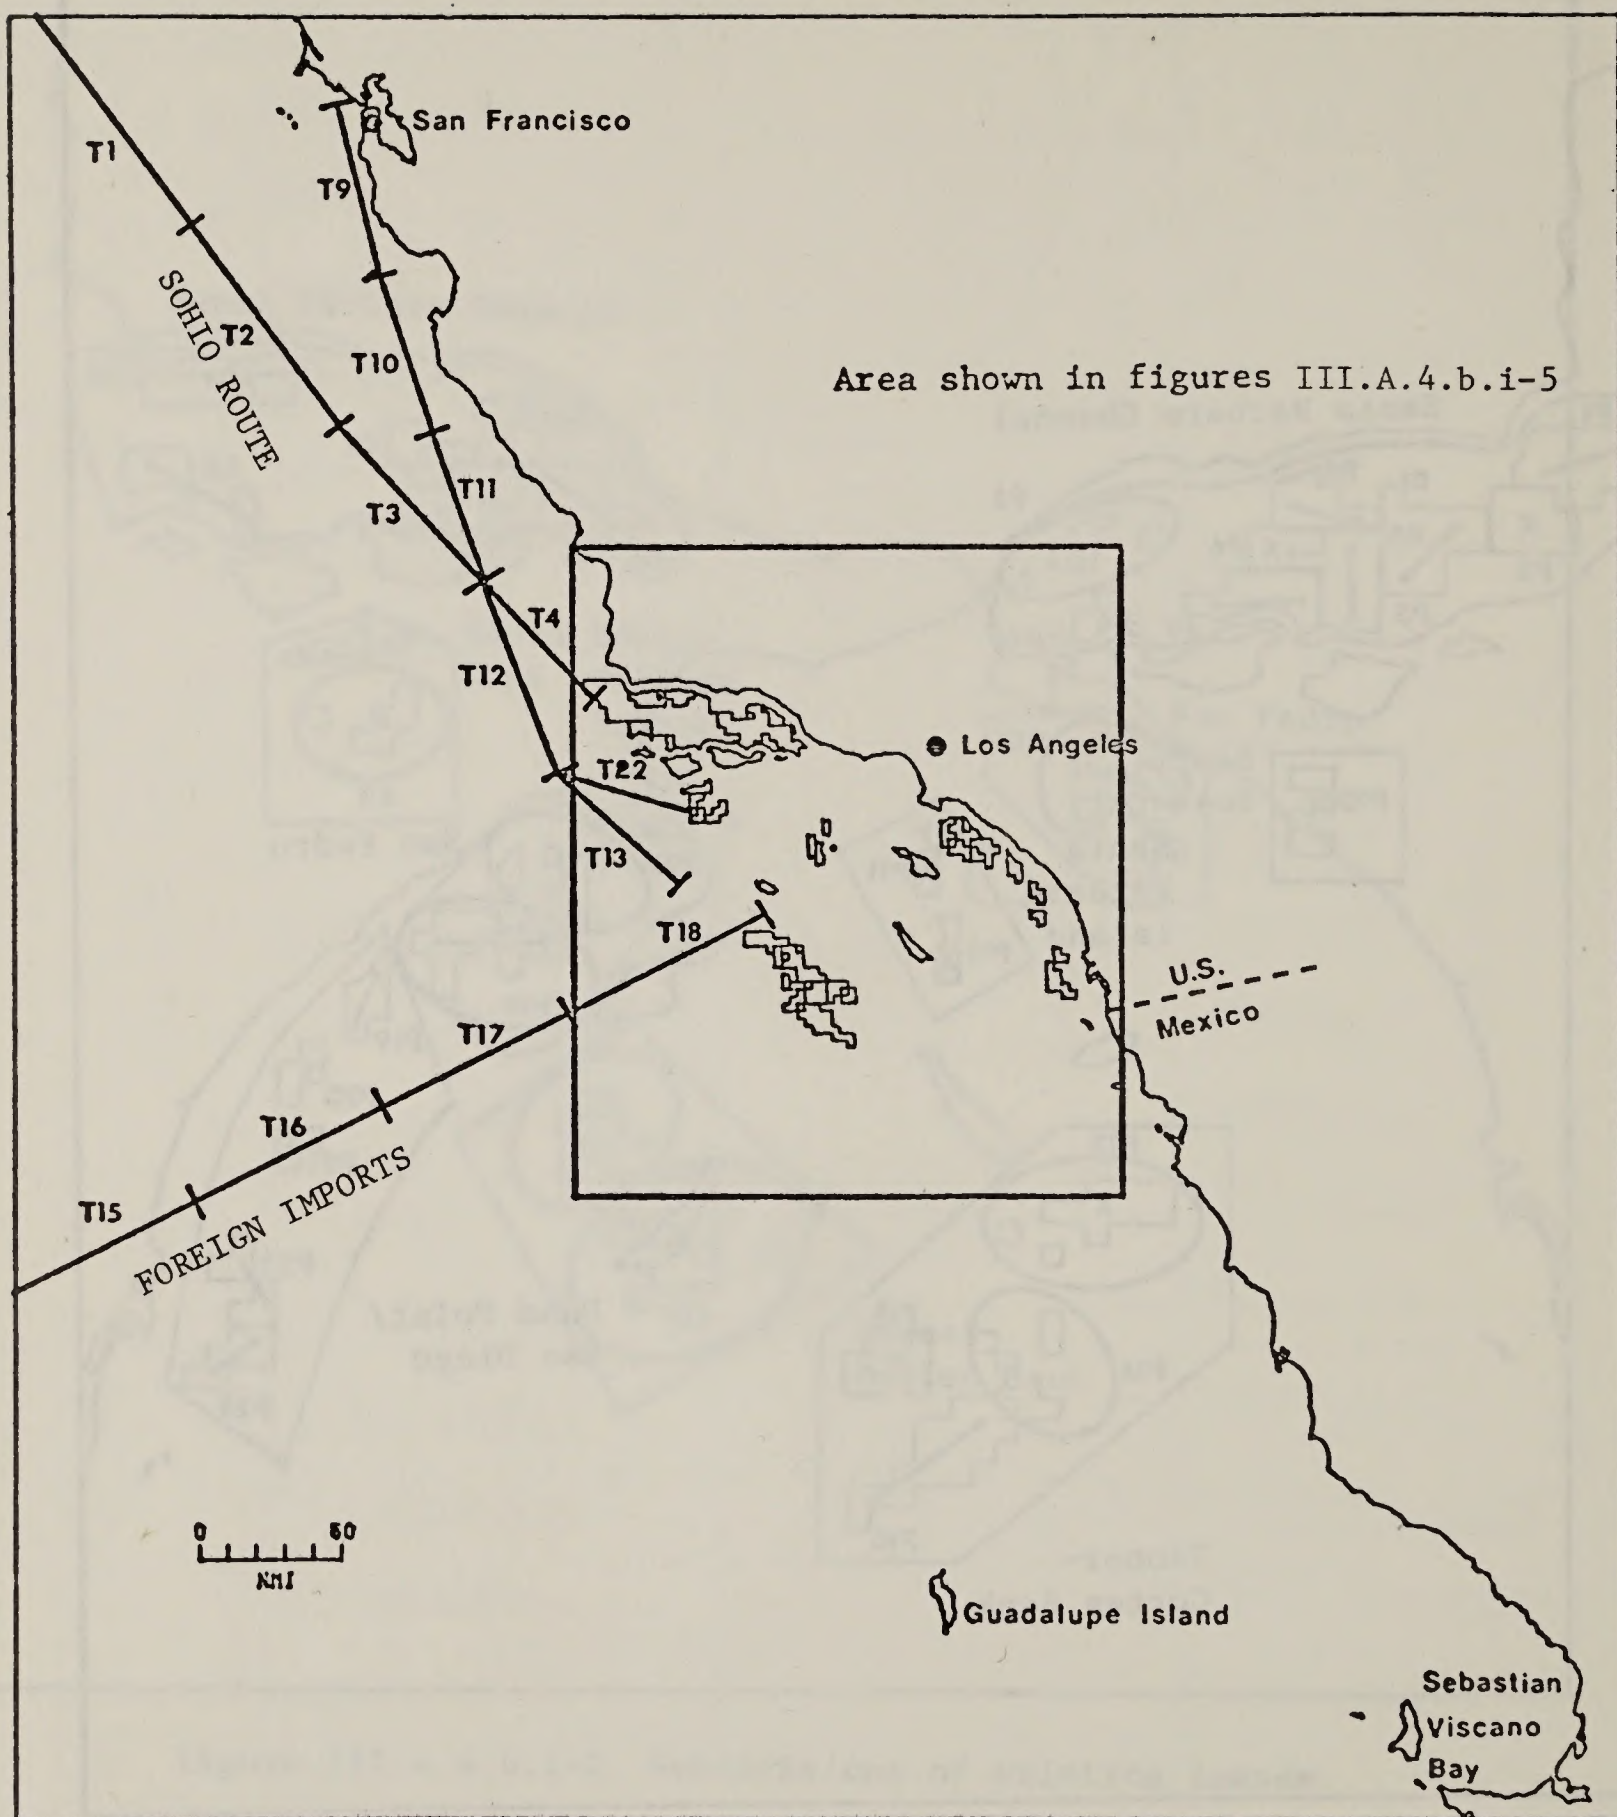 San Francisco
T1
T9
SOHIO ROUTE
T2
T10
Area shown in figures III.A.4.b.i-5
T11
T3
T4
T12
Los Angeles
T22
T13
T18
U.S.
Mexico
T17
T16
FOREIGN IMPORTS
T15
0 50
NMI
Guadalupe Island
Sebastian
Viscano
Bay